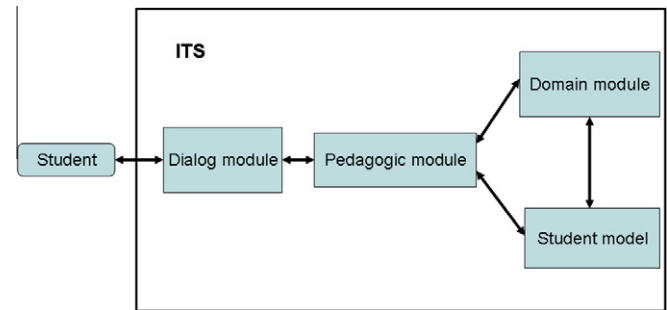 ITS
Domain module
Student
Dialog module
Pedagogic module
Student model